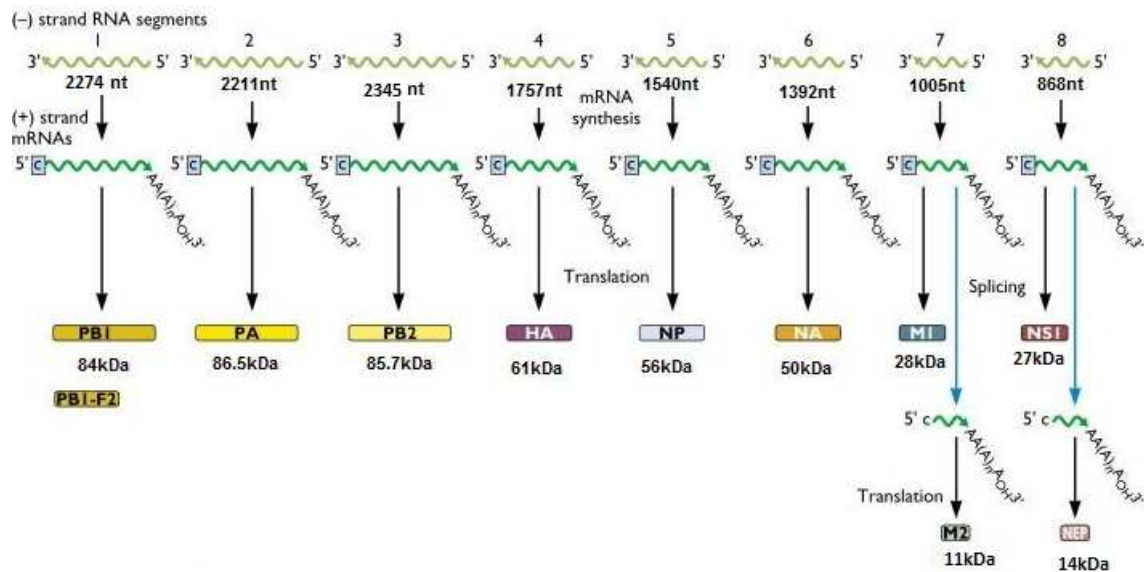 (–) strand RNA segments
1 2 3 4 5 6 7 8
3' 5' 3' 5' 3' 5' 3' 5' 3' 5' 3' 5' 3' 5' 3' 5'
2274 nt 2211nt 2345 nt 1757nt 1540nt 1392nt 1005nt 868nt
mRNA
synthesis
(+) strand
mRNAs
5' C 5' C 5' C 5' C 5' C 5' C 5' C 5' C
AA(A)nAOH3' AA(A)nAOH3' AA(A)nAOH3' AA(A)nAOH3' AA(A)nAOH3' AA(A)nAOH3' AA(A)nAOH3' AA(A)nAOH3'
Translation
Splicing
PB1 PA PB2 HA NP NA M1 NS1
84kDa 86.5kDa 85.7kDa 61kDa 56kDa 50kDa 28kDa 27kDa
PB1-F2
5' c 5' c
AA(A)nAOH3' AA(A)nAOH3'
Translation
M2 NEP
11kDa 14kDa